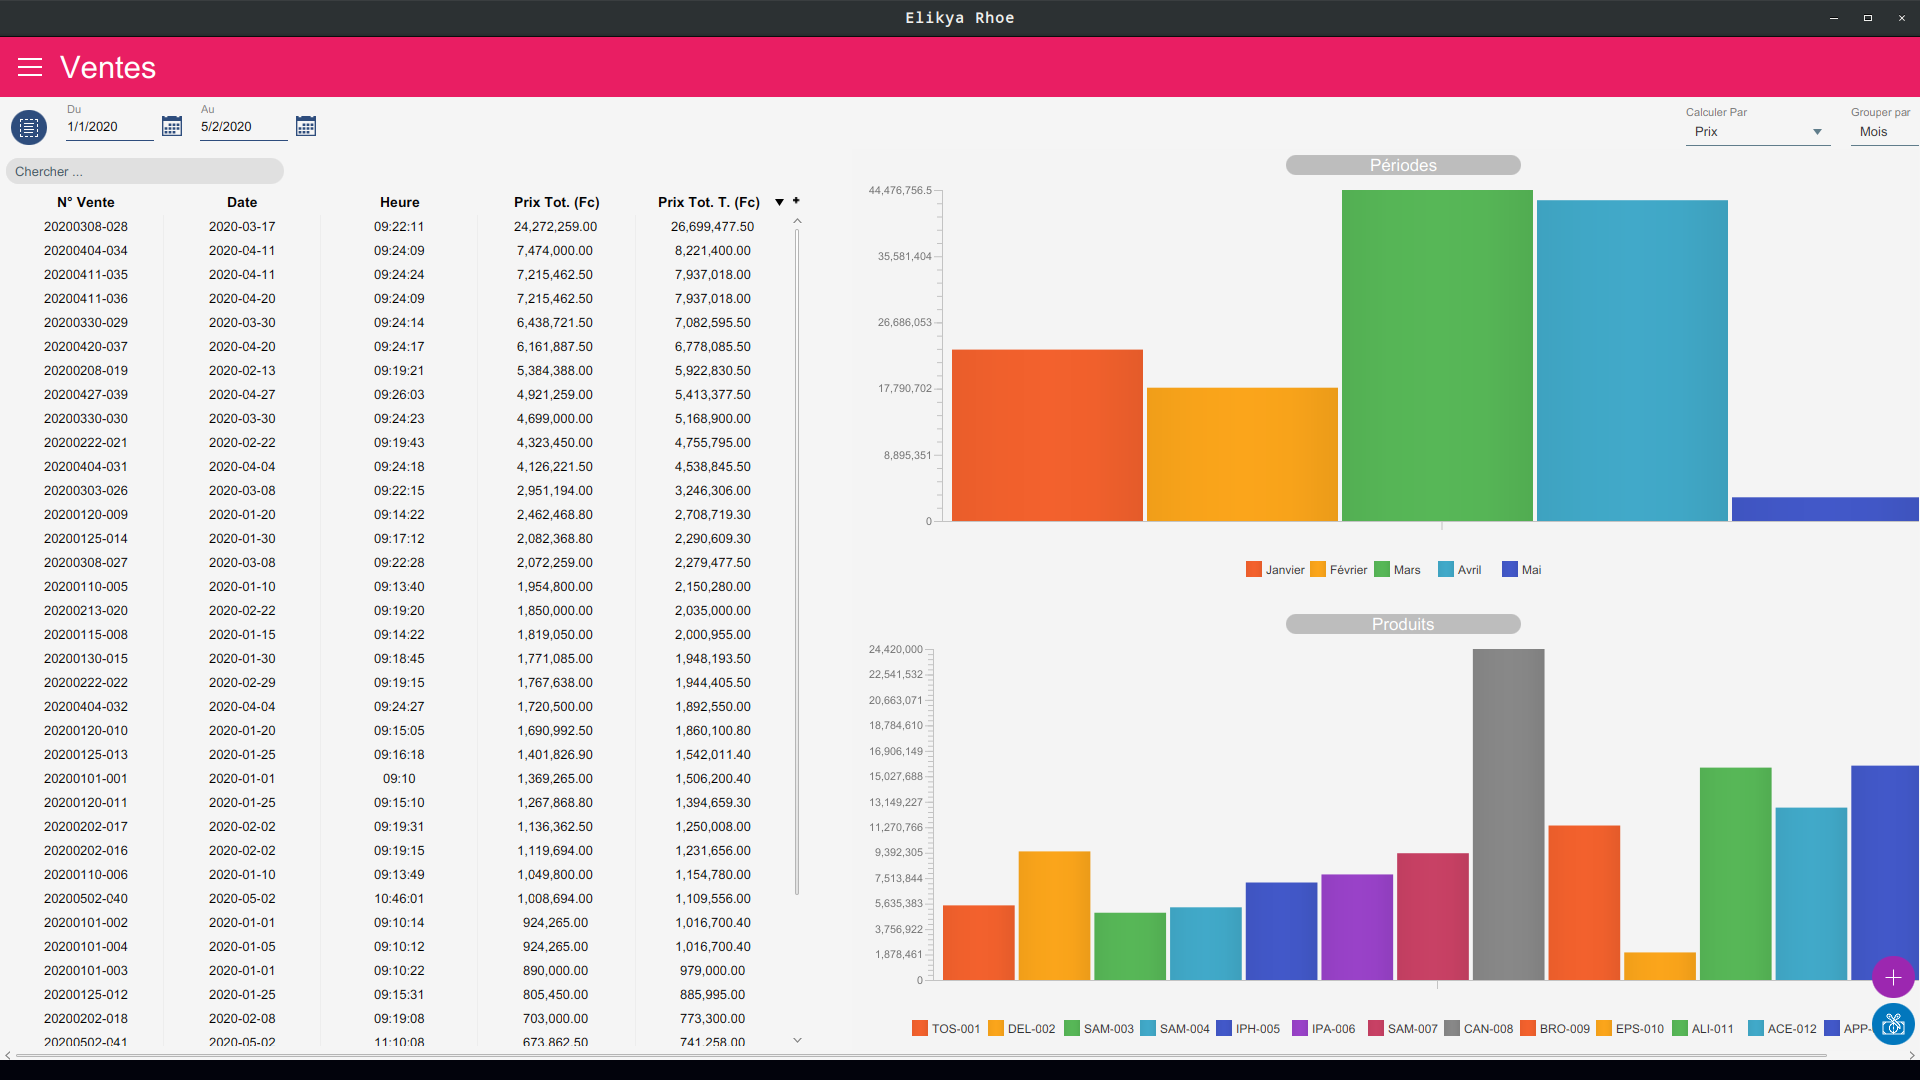 Elikya Rhoe
Ventes
Du
1/1/2020
Au
5/2/2020
Calculer Par
Prix
Grouper par
Mois
Chercher ...
N° Vente Date Heure Prix Tot. (Fc) Prix Tot. T. (Fc)
20200308-028 2020-03-17 09:22:11 24,272,259.00 26,699,477.50
20200404-034 2020-04-11 09:24:09 7,474,000.00 8,221,400.00
20200411-035 2020-04-11 09:24:24 7,215,462.50 7,937,018.00
20200411-036 2020-04-20 09:24:09 7,215,462.50 7,937,018.00
20200330-029 2020-03-30 09:24:14 6,438,721.50 7,082,595.50
20200420-037 2020-04-20 09:24:17 6,161,887.50 6,778,085.50
20200208-019 2020-02-13 09:19:21 5,384,388.00 5,922,830.50
20200427-039 2020-04-27 09:26:03 4,921,259.00 5,413,377.50
20200330-030 2020-03-30 09:24:23 4,699,000.00 5,168,900.00
20200222-021 2020-02-22 09:19:43 4,323,450.00 4,755,795.00
20200404-031 2020-04-04 09:24:18 4,126,221.50 4,538,845.50
20200303-026 2020-03-08 09:22:15 2,951,194.00 3,246,306.00
20200120-009 2020-01-20 09:14:22 2,462,468.80 2,708,719.30
20200125-014 2020-01-30 09:17:12 2,082,368.80 2,290,609.30
20200308-027 2020-03-08 09:22:28 2,072,259.00 2,279,477.50
20200110-005 2020-01-10 09:13:40 1,954,800.00 2,150,280.00
20200213-020 2020-02-22 09:19:20 1,850,000.00 2,035,000.00
20200115-008 2020-01-15 09:14:22 1,819,050.00 2,000,955.00
20200130-015 2020-01-30 09:18:45 1,771,085.00 1,948,193.50
20200222-022 2020-02-29 09:19:15 1,767,638.00 1,944,405.50
20200404-032 2020-04-04 09:24:27 1,720,500.00 1,892,550.00
20200120-010 2020-01-20 09:15:05 1,690,992.50 1,860,100.80
20200125-013 2020-01-25 09:16:18 1,401,826.90 1,542,011.40
20200101-001 2020-01-01 09:10 1,369,265.00 1,506,200.40
20200120-011 2020-01-25 09:15:10 1,267,868.80 1,394,659.30
20200202-017 2020-02-02 09:19:31 1,136,362.50 1,250,008.00
20200202-016 2020-02-02 09:19:15 1,119,694.00 1,231,656.00
20200110-006 2020-01-10 09:13:49 1,049,800.00 1,154,780.00
20200502-040 2020-05-02 10:46:01 1,008,694.00 1,109,556.00
20200101-002 2020-01-01 09:10:14 924,265.00 1,016,700.40
20200101-004 2020-01-05 09:10:12 924,265.00 1,016,700.40
20200101-003 2020-01-01 09:10:22 890,000.00 979,000.00
20200125-012 2020-01-25 09:15:31 805,450.00 885,995.00
20200202-018 2020-02-08 09:19:08 703,000.00 773,300.00
20200502-041 2020-05-02 11:10:08 673,862.50 741,258.00
Périodes
44,476,756.5
35,581,404
26,686,053
17,790,702
8,895,351
0
Janvier Février Mars Avril Mai
Produits
24,420,000
22,541,532
20,663,071
18,784,610
16,906,149
15,027,688
13,149,227
11,270,766
9,392,305
7,513,844
5,635,383
3,756,922
1,878,461
0
TOS-001 DEL-002 SAM-003 SAM-004 IPH-005 IPA-006 SAM-007 CAN-008 BRO-009 EPS-010 ALI-011 ACE-012 APP-